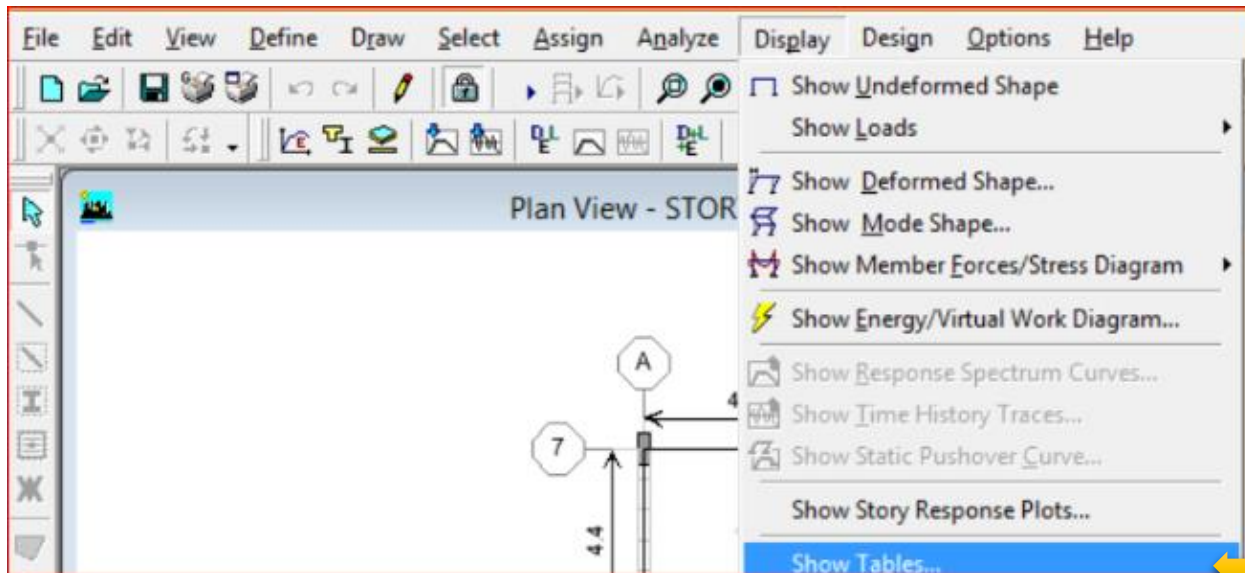 File Edit View Define Draw Select Assign Analyze Display Design Options Help
Show Undeformed Shape
Show Loads
Plan View - STOR
Show Deformed Shape...
Show Mode Shape...
Show Member Forces/Stress Diagram
Show Energy/Virtual Work Diagram...
A
Show Response Spectrum Curves...
4
Show Time History Traces...
7
Show Static Pushover Curve...
Show Story Response Plots...
4.4
Show Tables...